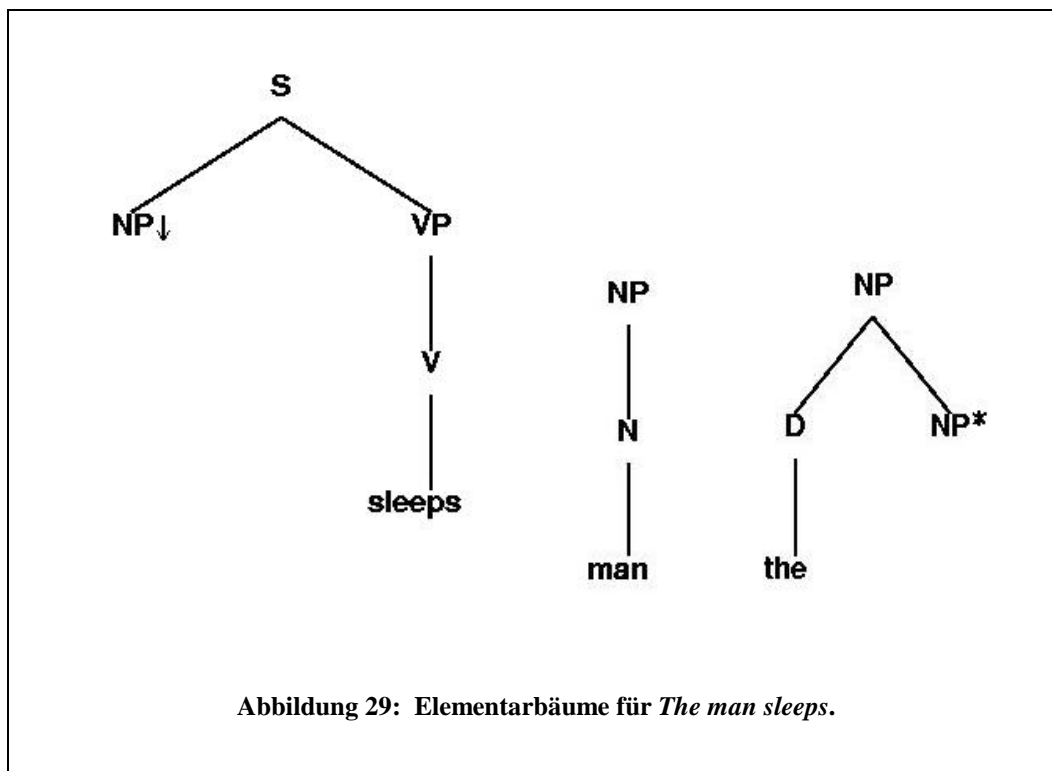 S
NP↓ VP
NP NP
V
N D NP*
sleeps
man the
Abbildung 29: Elementarbäume für The man sleeps.